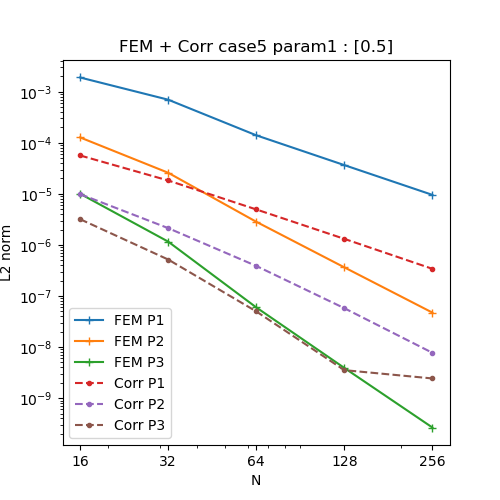 FEM + Corr case5 param1 : [0.5]
10⁻³
10⁻⁴
10⁻⁵
10⁻⁶
10⁻⁷
10⁻⁸
10⁻⁹
L2 norm
FEM P1
FEM P2
FEM P3
Corr P1
Corr P2
Corr P3
16 32 64 128 256
N